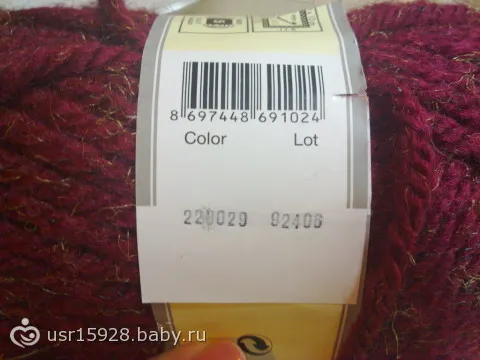 8 697448 691024
Color Lot
220029 92406
usr15928.baby.ru